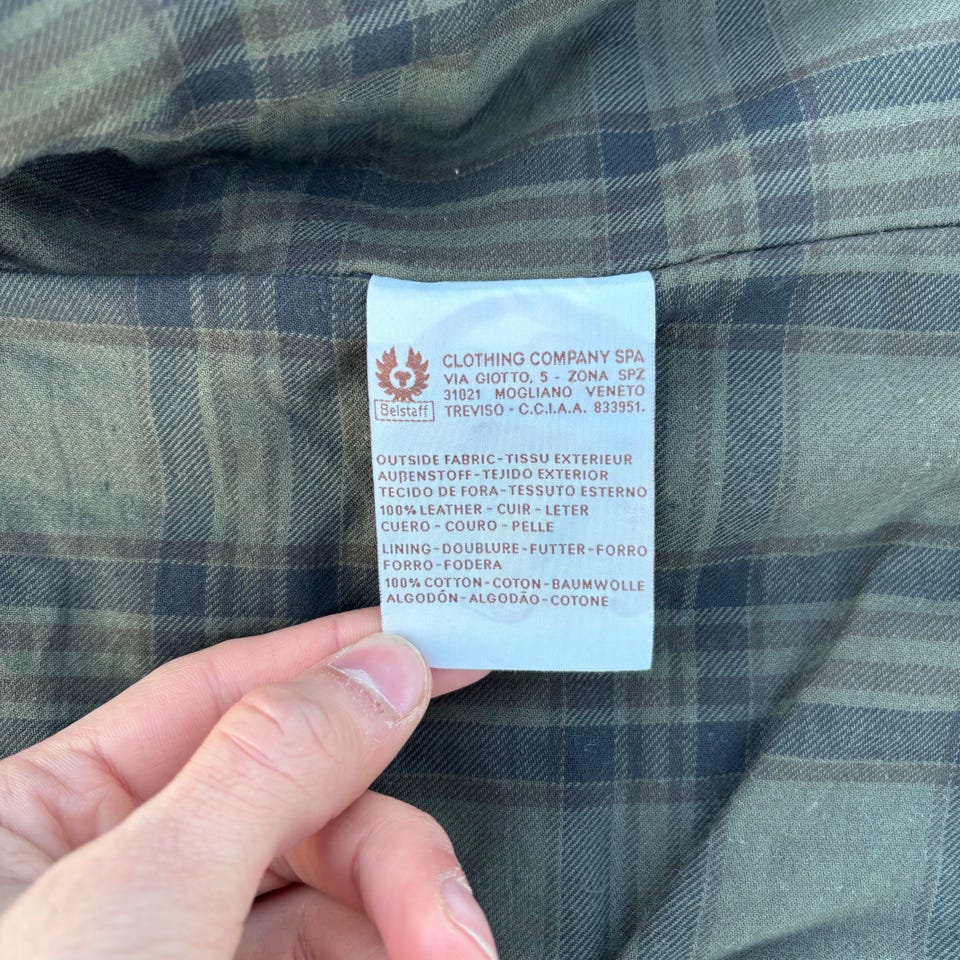 Belstaff
CLOTHING COMPANY SPA
VIA GIOTTO, 5 - ZONA SPZ
31021 MOGLIANO VENETO
TREVISO - C.C.I.A.A. 833951.
OUTSIDE FABRIC-TISSU EXTERIEUR
AUßENSTOFF-TEJIDO EXTERIOR
TECIDO DE FORA-TESSUTO ESTERNO
100% LEATHER - CUIR - LETER
CUERO - COURO - PELLE
LINING-DOUBLURE-FUTTER-FORRO
FORRO-FODERA
100% COTTON-COTON-BAUMWOLLE
ALGODÓN-ALGODÃO-COTONE